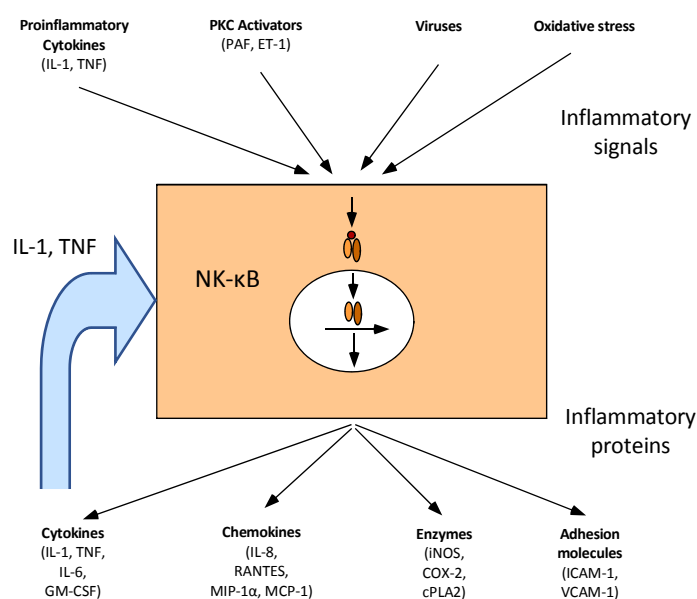 Proinflammatory
Cytokines
(IL-1, TNF)
PKC Activators
(PAF, ET-1)
Viruses
Oxidative stress
Inflammatory
signals
IL-1, TNF
NK-κB
Inflammatory
proteins
Cytokines
(IL-1, TNF,
IL-6,
GM-CSF)
Chemokines
(IL-8,
RANTES,
MIP-1α, MCP-1)
Enzymes
(iNOS,
COX-2,
cPLA2)
Adhesion
molecules
(ICAM-1,
VCAM-1)